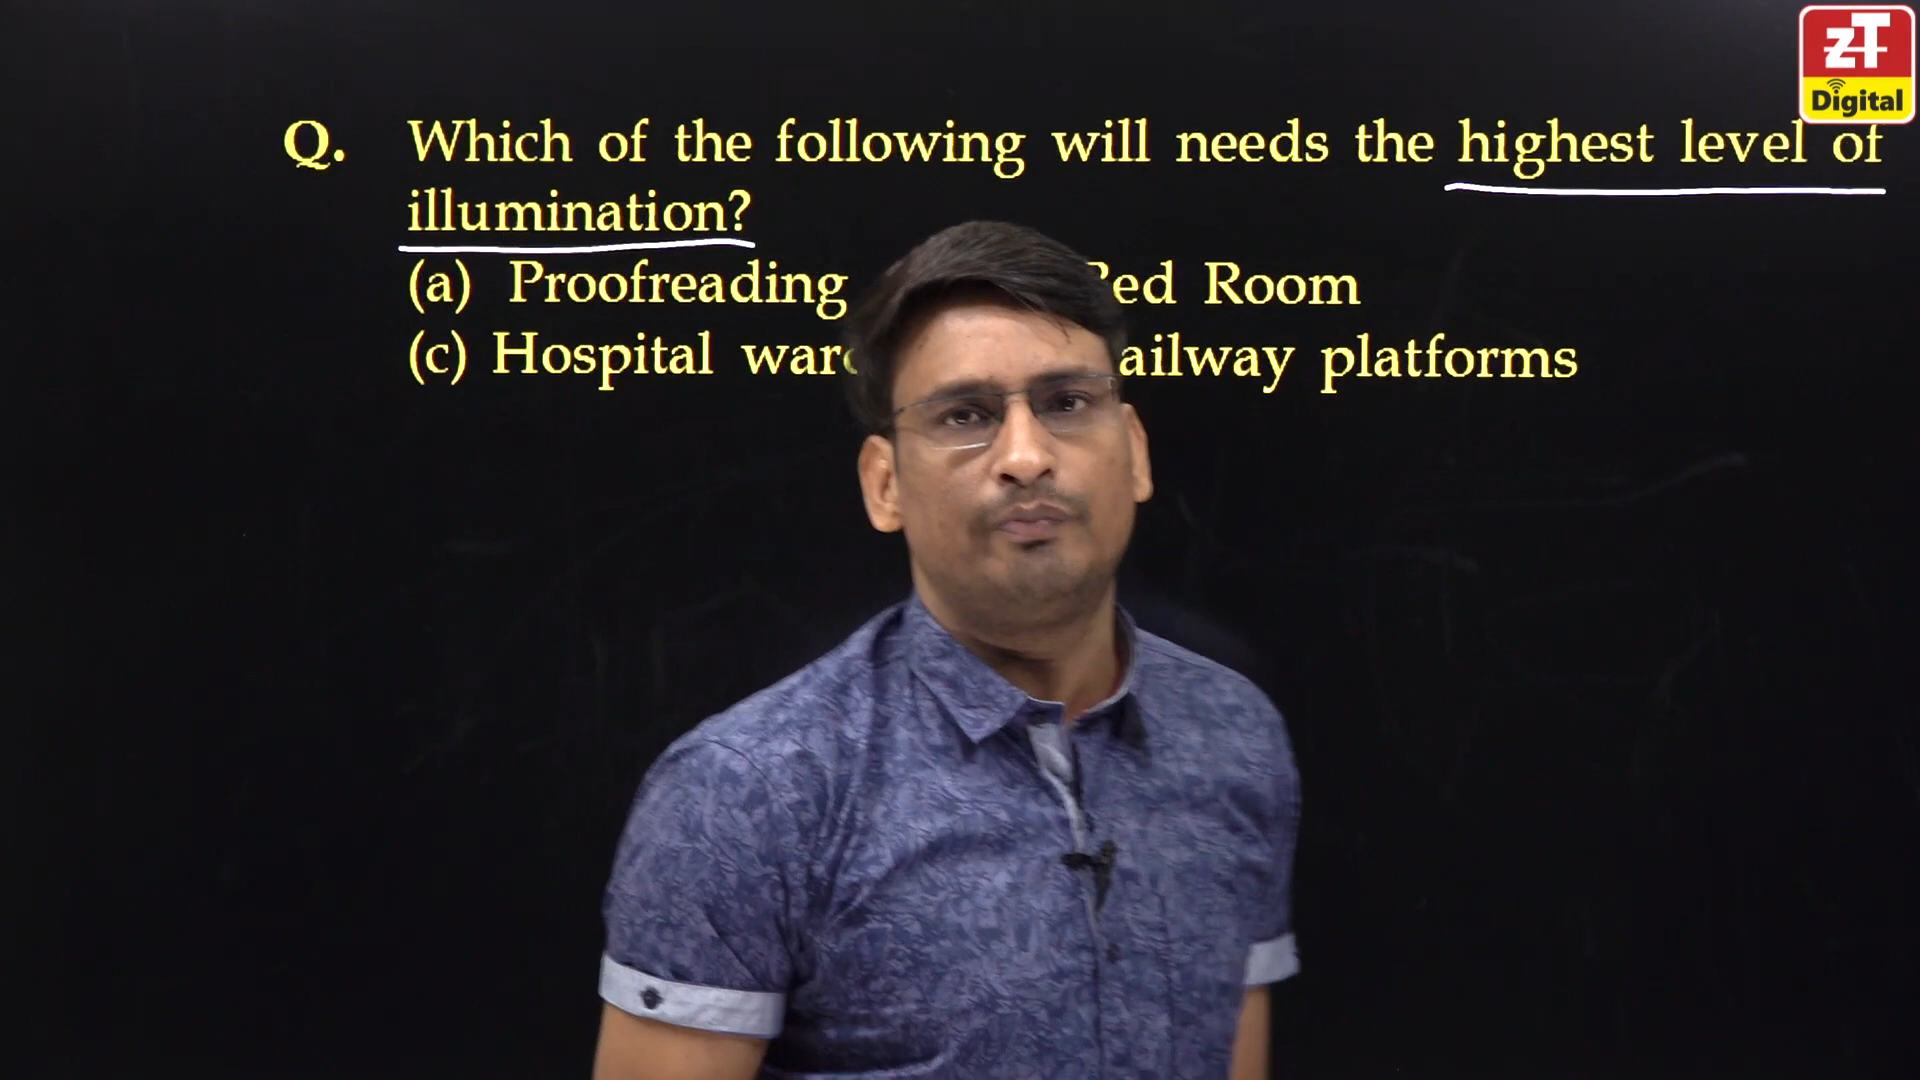 ZT
Digital
Q. Which of the following will needs the highest level of
illumination?
(a) Proofreading Room
(c) Hospital platforms